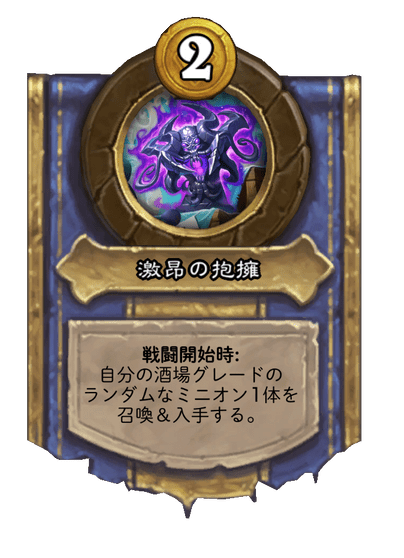 2
激昂の抱擁
戦闘開始時:
自分の酒場グレードの
ランダムなミニオン1体を
召喚＆入手する。